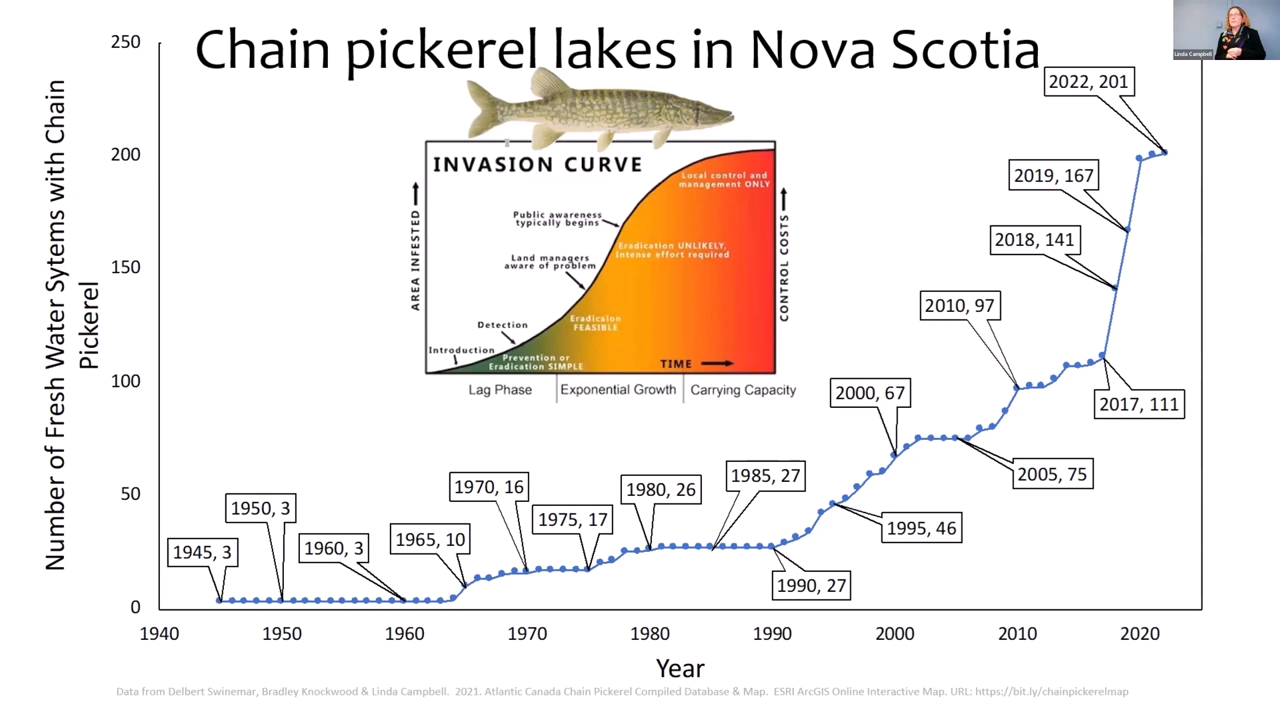 Chain pickerel lakes in Nova Scotia
Linda Campbell
Number of Fresh Water Sytems with Chain
Pickerel
250
200
150
100
50
0
INVASION CURVE
AREA INFESTED
CONTROL COSTS
Local control and
management ONLY
Public awareness
typically begins
Eradication UNLIKELY,
Intense effort required
Land managers
aware of problem
Eradicaion
FEASIBLE
Detection
Introduction
Prevention or
Eradication SIMPLE
TIME
Lag Phase
Exponential Growth
Carrying Capacity
1945, 3
1950, 3
1960, 3
1965, 10
1970, 16
1975, 17
1980, 26
1985, 27
1990, 27
1995, 46
2000, 67
2005, 75
2010, 97
2017, 111
2018, 141
2019, 167
2022, 201
1940
1950
1960
1970
1980
1990
2000
2010
2020
Year
Data from Delbert Swinemar, Bradley Knockwood & Linda Campbell. 2021. Atlantic Canada Chain Pickerel Compiled Database & Map. ESRI ArcGIS Online Interactive Map. URL: https://bit.ly/chainpickerelmap